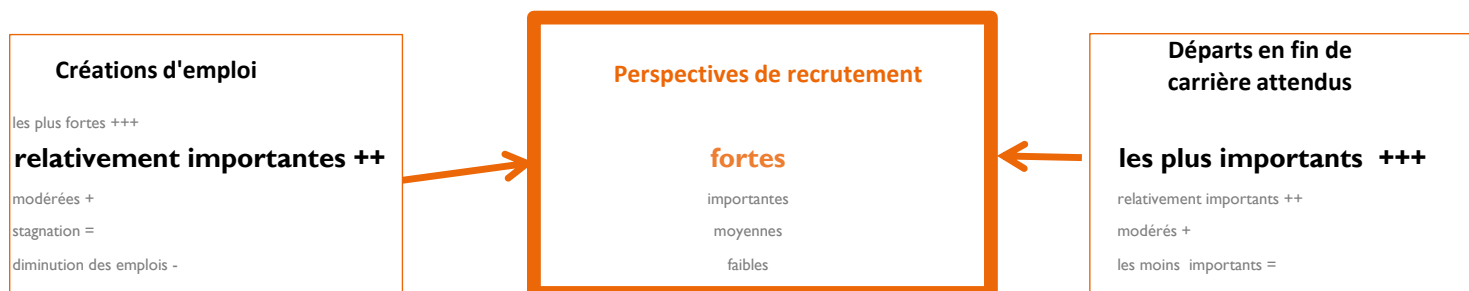 Créations d'emploi
les plus fortes +++
relativement importantes ++
modérées +
stagnation =
diminution des emplois -
Perspectives de recrutement
fortes
importantes
moyennes
faibles
Départs en fin de
carrière attendus
les plus importants +++
relativement importants ++
modérés +
les moins importants =